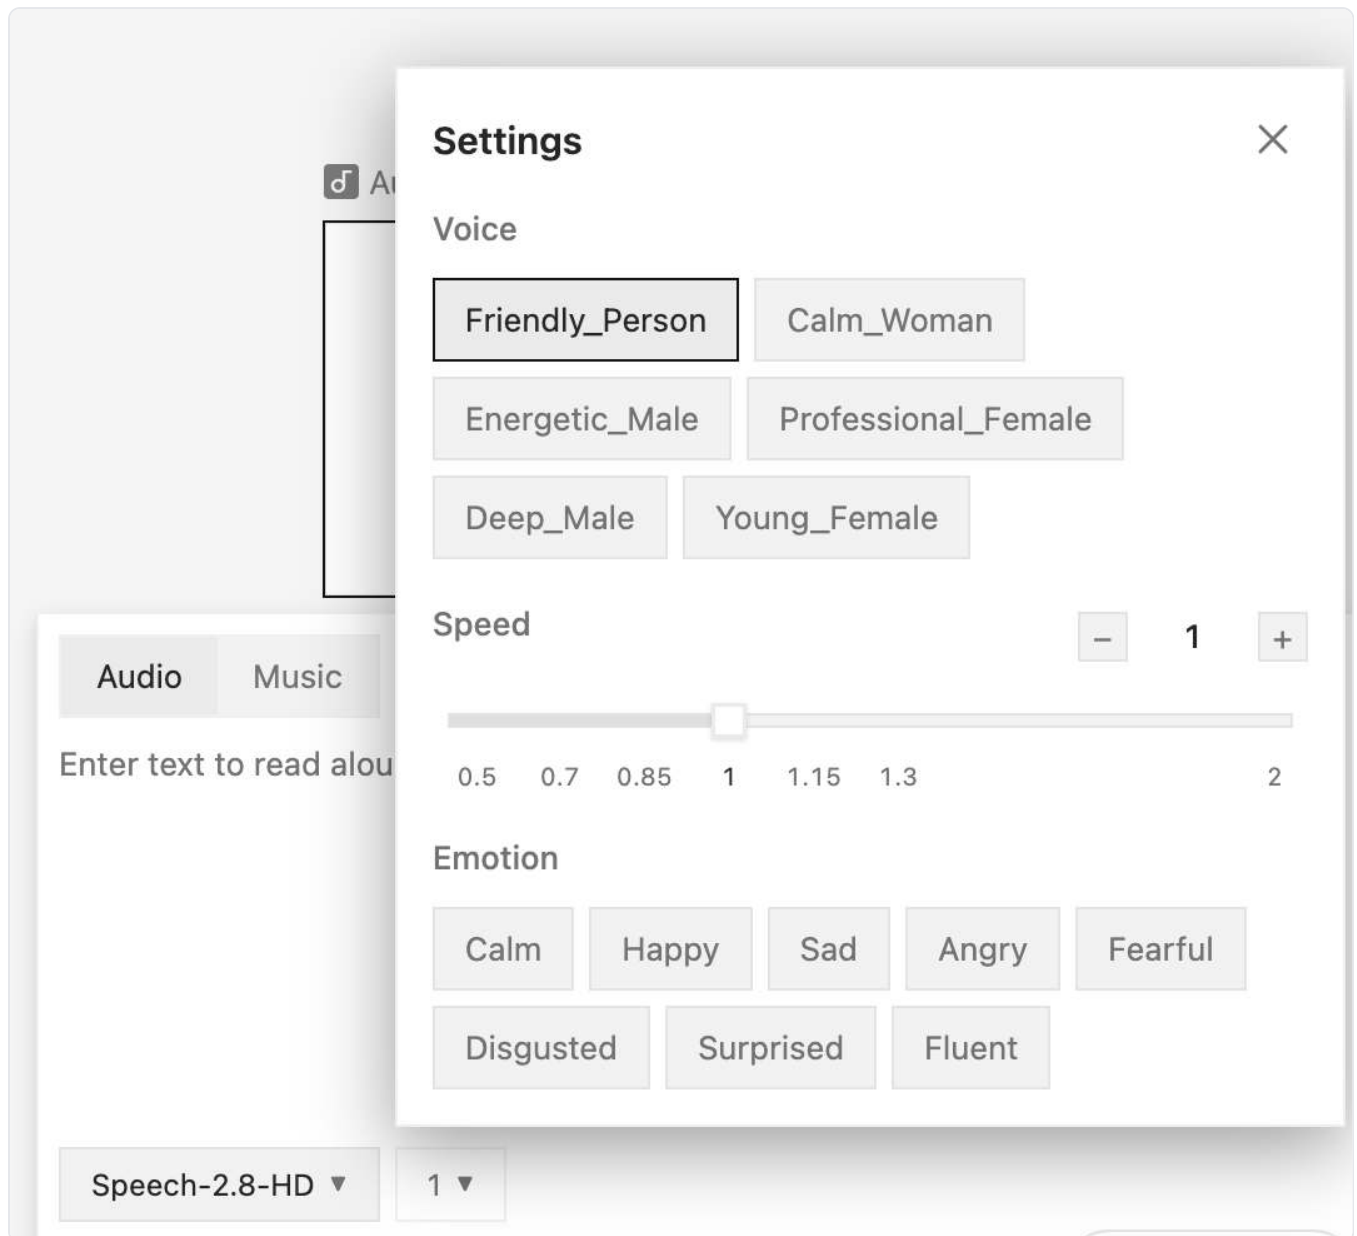 Settings
Au
Voice
Friendly_Person Calm_Woman
Energetic_Male Professional_Female
Deep_Male Young_Female
Speed − 1 +
0.5 0.7 0.85 1 1.15 1.3 2
Emotion
Calm Happy Sad Angry Fearful
Disgusted Surprised Fluent
Audio Music
Enter text to read alou
Speech-2.8-HD ▼ 1 ▼